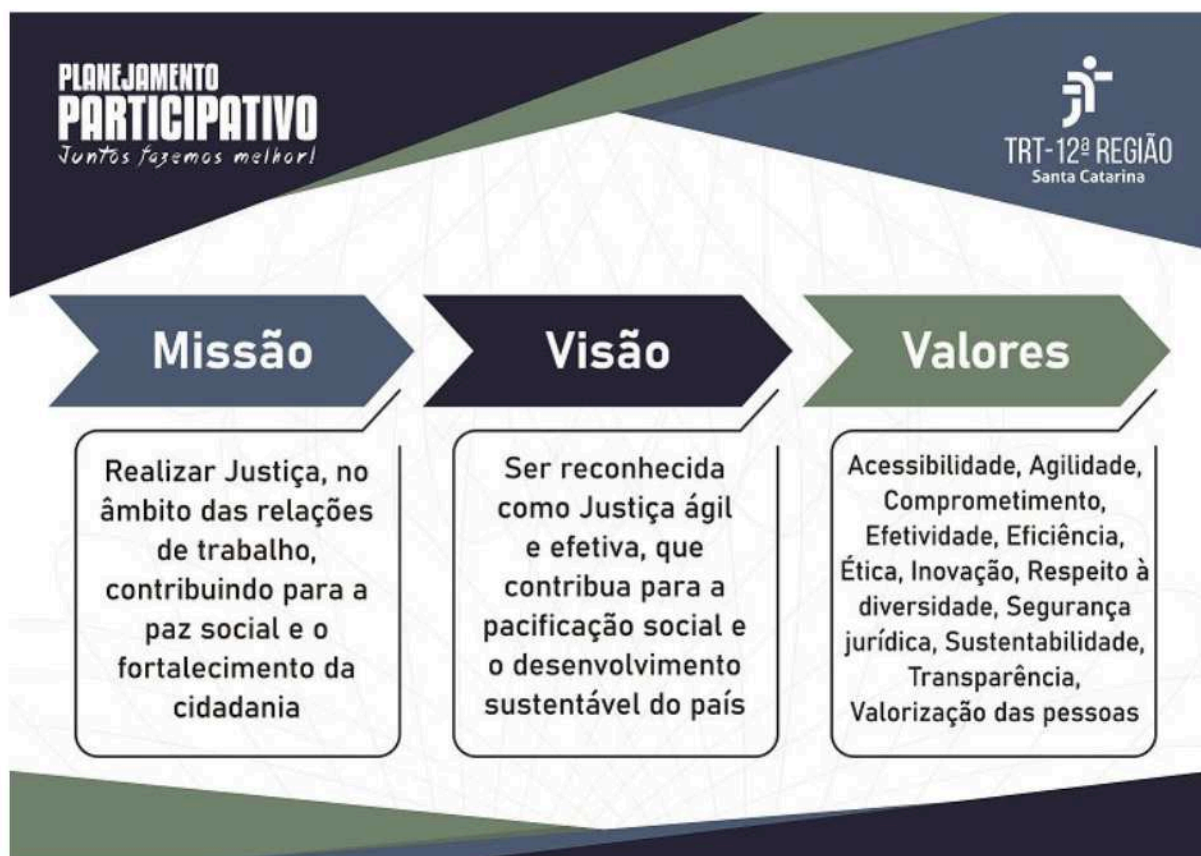 PLANEJAMENTO
PARTICIPATIVO
Juntos fazemos melhor!
TRT-12ª REGIÃO
Santa Catarina
Missão
Realizar Justiça, no
âmbito das relações
de trabalho,
contribuindo para a
paz social e o
fortalecimento da
cidadania
Visão
Ser reconhecida
como Justiça ágil
e efetiva, que
contribua para a
pacificação social e
o desenvolvimento
sustentável do país
Valores
Acessibilidade, Agilidade,
Comprometimento,
Efetividade, Eficiência,
Ética, Inovação, Respeito à
diversidade, Segurança
jurídica, Sustentabilidade,
Transparência,
Valorização das pessoas